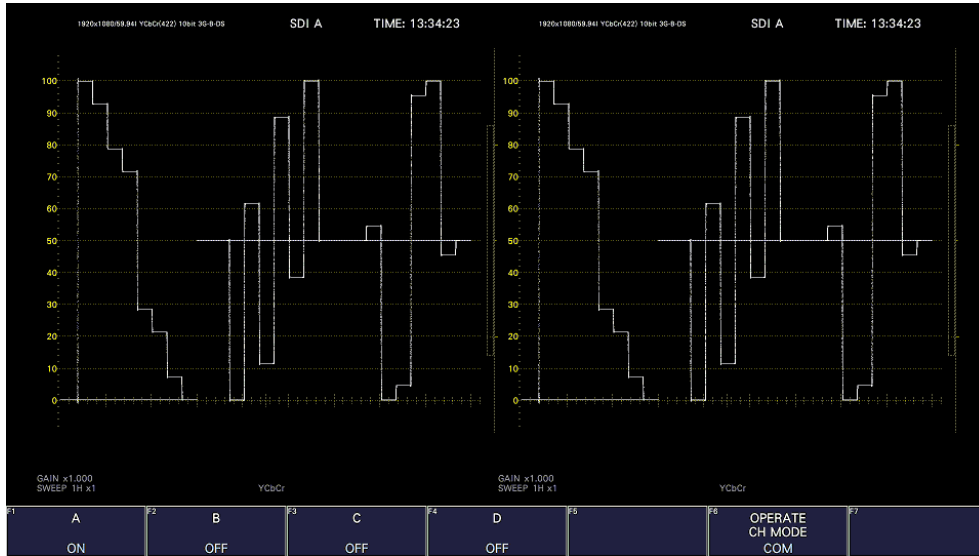 1920x1080/59.94I YCbCr(422) 10bit 3G-B-DS SDI A TIME: 13:34:23
1920x1080/59.94I YCbCr(422) 10bit 3G-B-DS SDI A TIME: 13:34:23
100 100
90 90
80 80
70 70
60 60
50 50
40 40
30 30
20 20
10 10
0 0
GAIN x1.000 GAIN x1.000
SWEEP 1H x1 YCbCr SWEEP 1H x1 YCbCr
F1 A ON
F2 B OFF
F3 C OFF
F4 D OFF
F5
F6 OPERATE
CH MODE
COM
F7